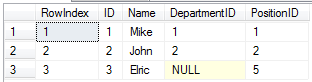 RowIndex ID Name DepartmentID PositionID
1 1 1 Mike 1 1
2 2 2 John 2 2
3 3 3 Elric NULL 5